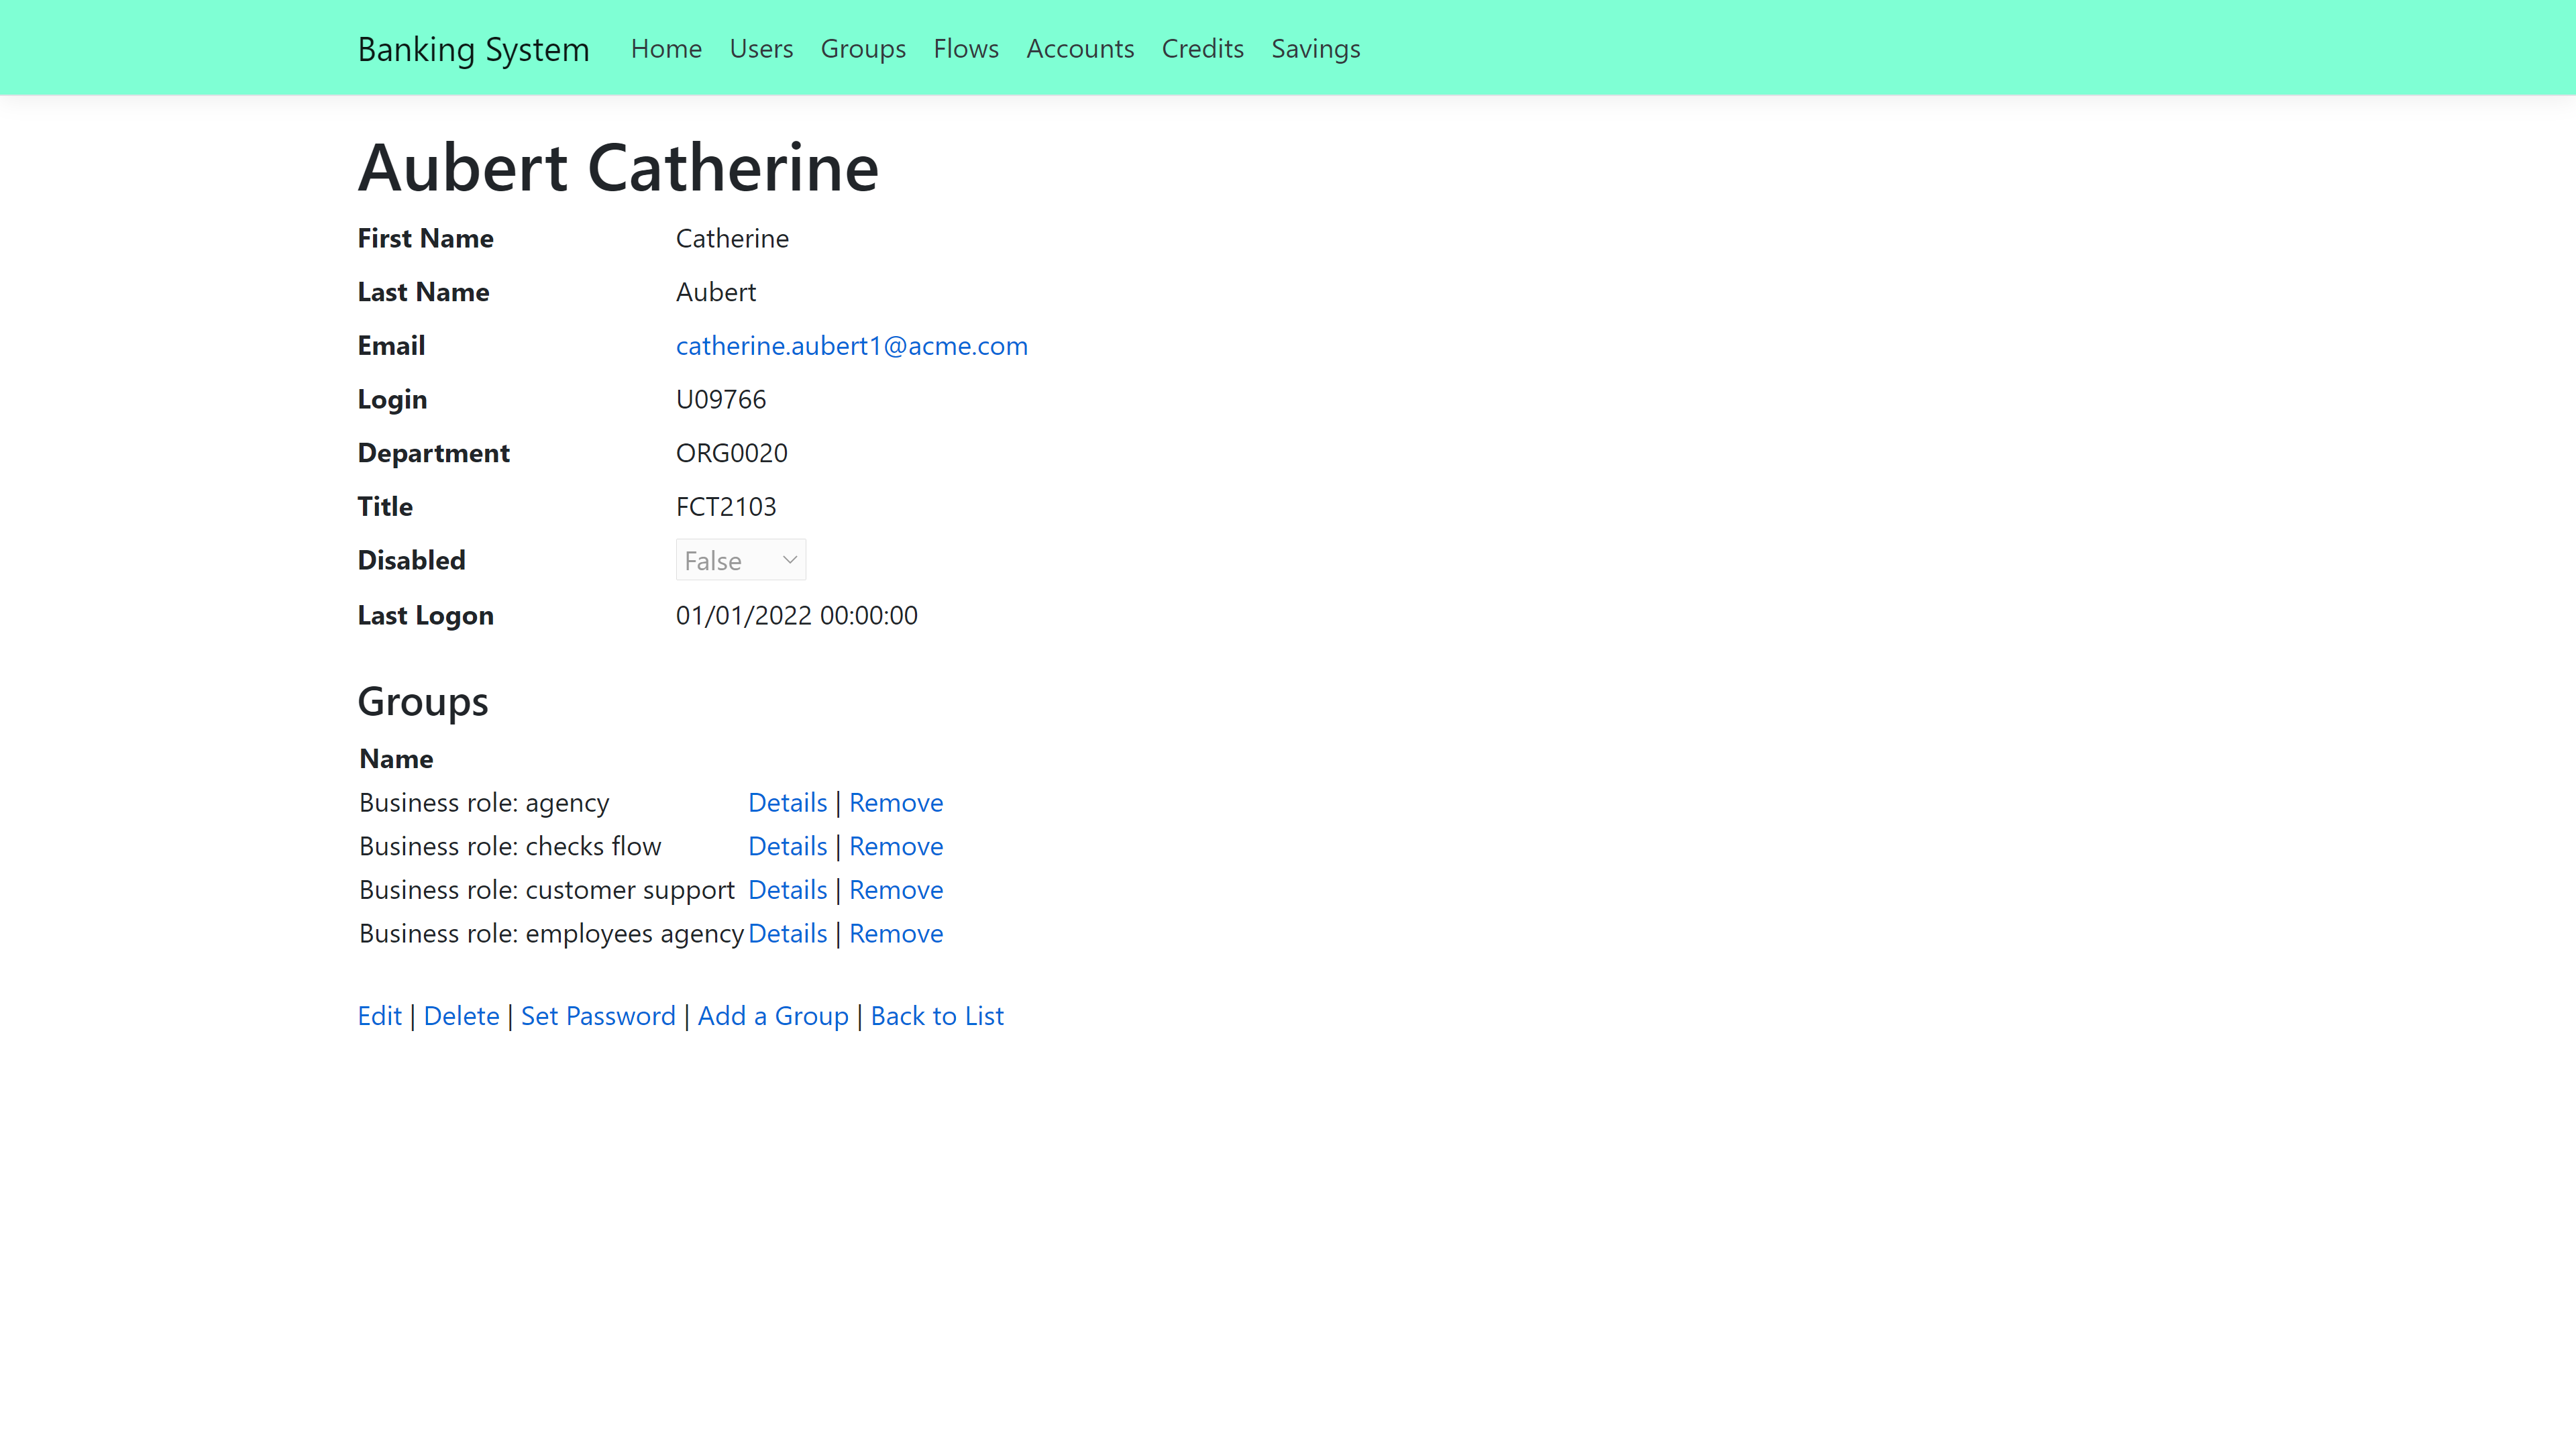 Banking System Home Users Groups Flows Accounts Credits Savings
Aubert Catherine
First Name Catherine
Last Name Aubert
Email catherine.aubert1@acme.com
Login U09766
Department ORG0020
Title FCT2103
Disabled False
Last Logon 01/01/2022 00:00:00
Groups
Name
Business role: agency Details | Remove
Business role: checks flow Details | Remove
Business role: customer support Details | Remove
Business role: employees agency Details | Remove
Edit | Delete | Set Password | Add a Group | Back to List